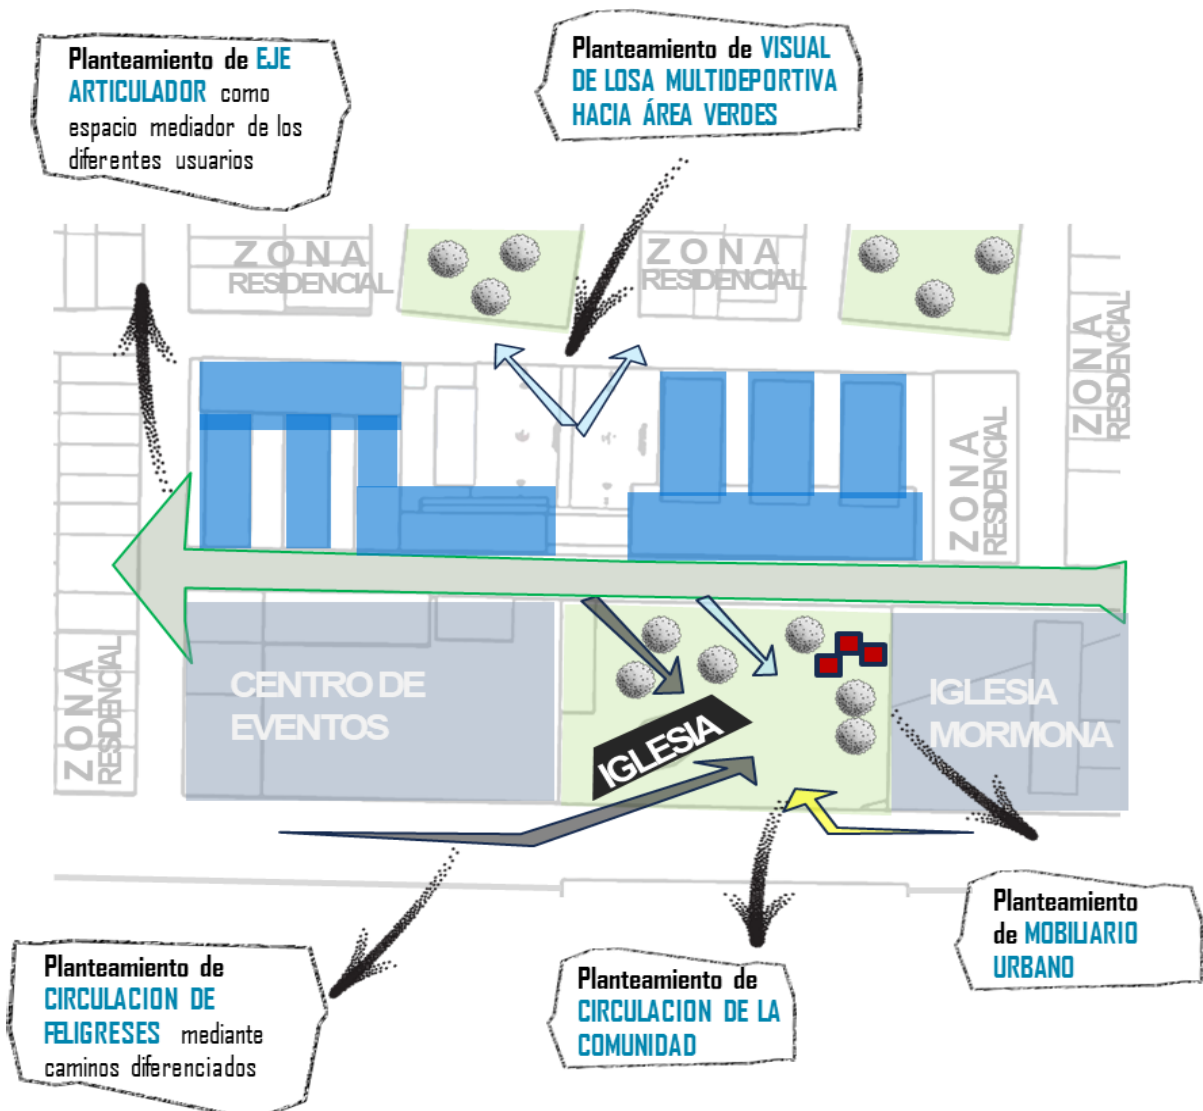 Planteamiento de EJE
ARTICULADOR como
espacio mediador de los
diferentes usuarios
Planteamiento de VISUAL
DE LOSA MULTIDEPORTIVA
HACIA ÁREA VERDES
ZONA
RESIDENCIAL
ZONA
RESIDENCIAL
ZONA
RESIDENCIAL
ZONA
RESIDENCIAL
ZONA
RESIDENCIAL
CENTRO DE
EVENTOS
IGLESIA
IGLESIA
MORMONA
Planteamiento de
CIRCULACION DE
FELIGRESES mediante
caminos diferenciados
Planteamiento de
CIRCULACION DE LA
COMUNIDAD
Planteamiento
de MOBILIARIO
URBANO